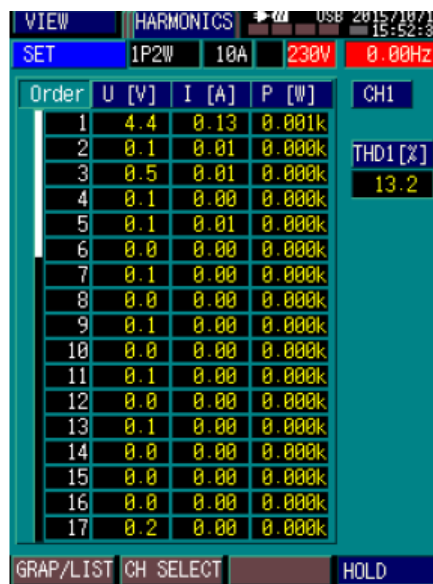 VIEW HARMONICS USB 2015/10/1
15:52:3
SET 1P2W 10A 230V 0.00Hz
Order U [V] I [A] P [W] CH1
1 4.4 0.13 0.001k
2 0.1 0.01 0.000k THD1[%]
3 0.5 0.01 0.000k 13.2
4 0.1 0.00 0.000k
5 0.1 0.01 0.000k
6 0.0 0.00 0.000k
7 0.1 0.00 0.000k
8 0.0 0.00 0.000k
9 0.1 0.00 0.000k
10 0.0 0.00 0.000k
11 0.1 0.00 0.000k
12 0.0 0.00 0.000k
13 0.1 0.00 0.000k
14 0.0 0.00 0.000k
15 0.0 0.00 0.000k
16 0.0 0.00 0.000k
17 0.2 0.00 0.000k
GRAP/LIST CH SELECT HOLD